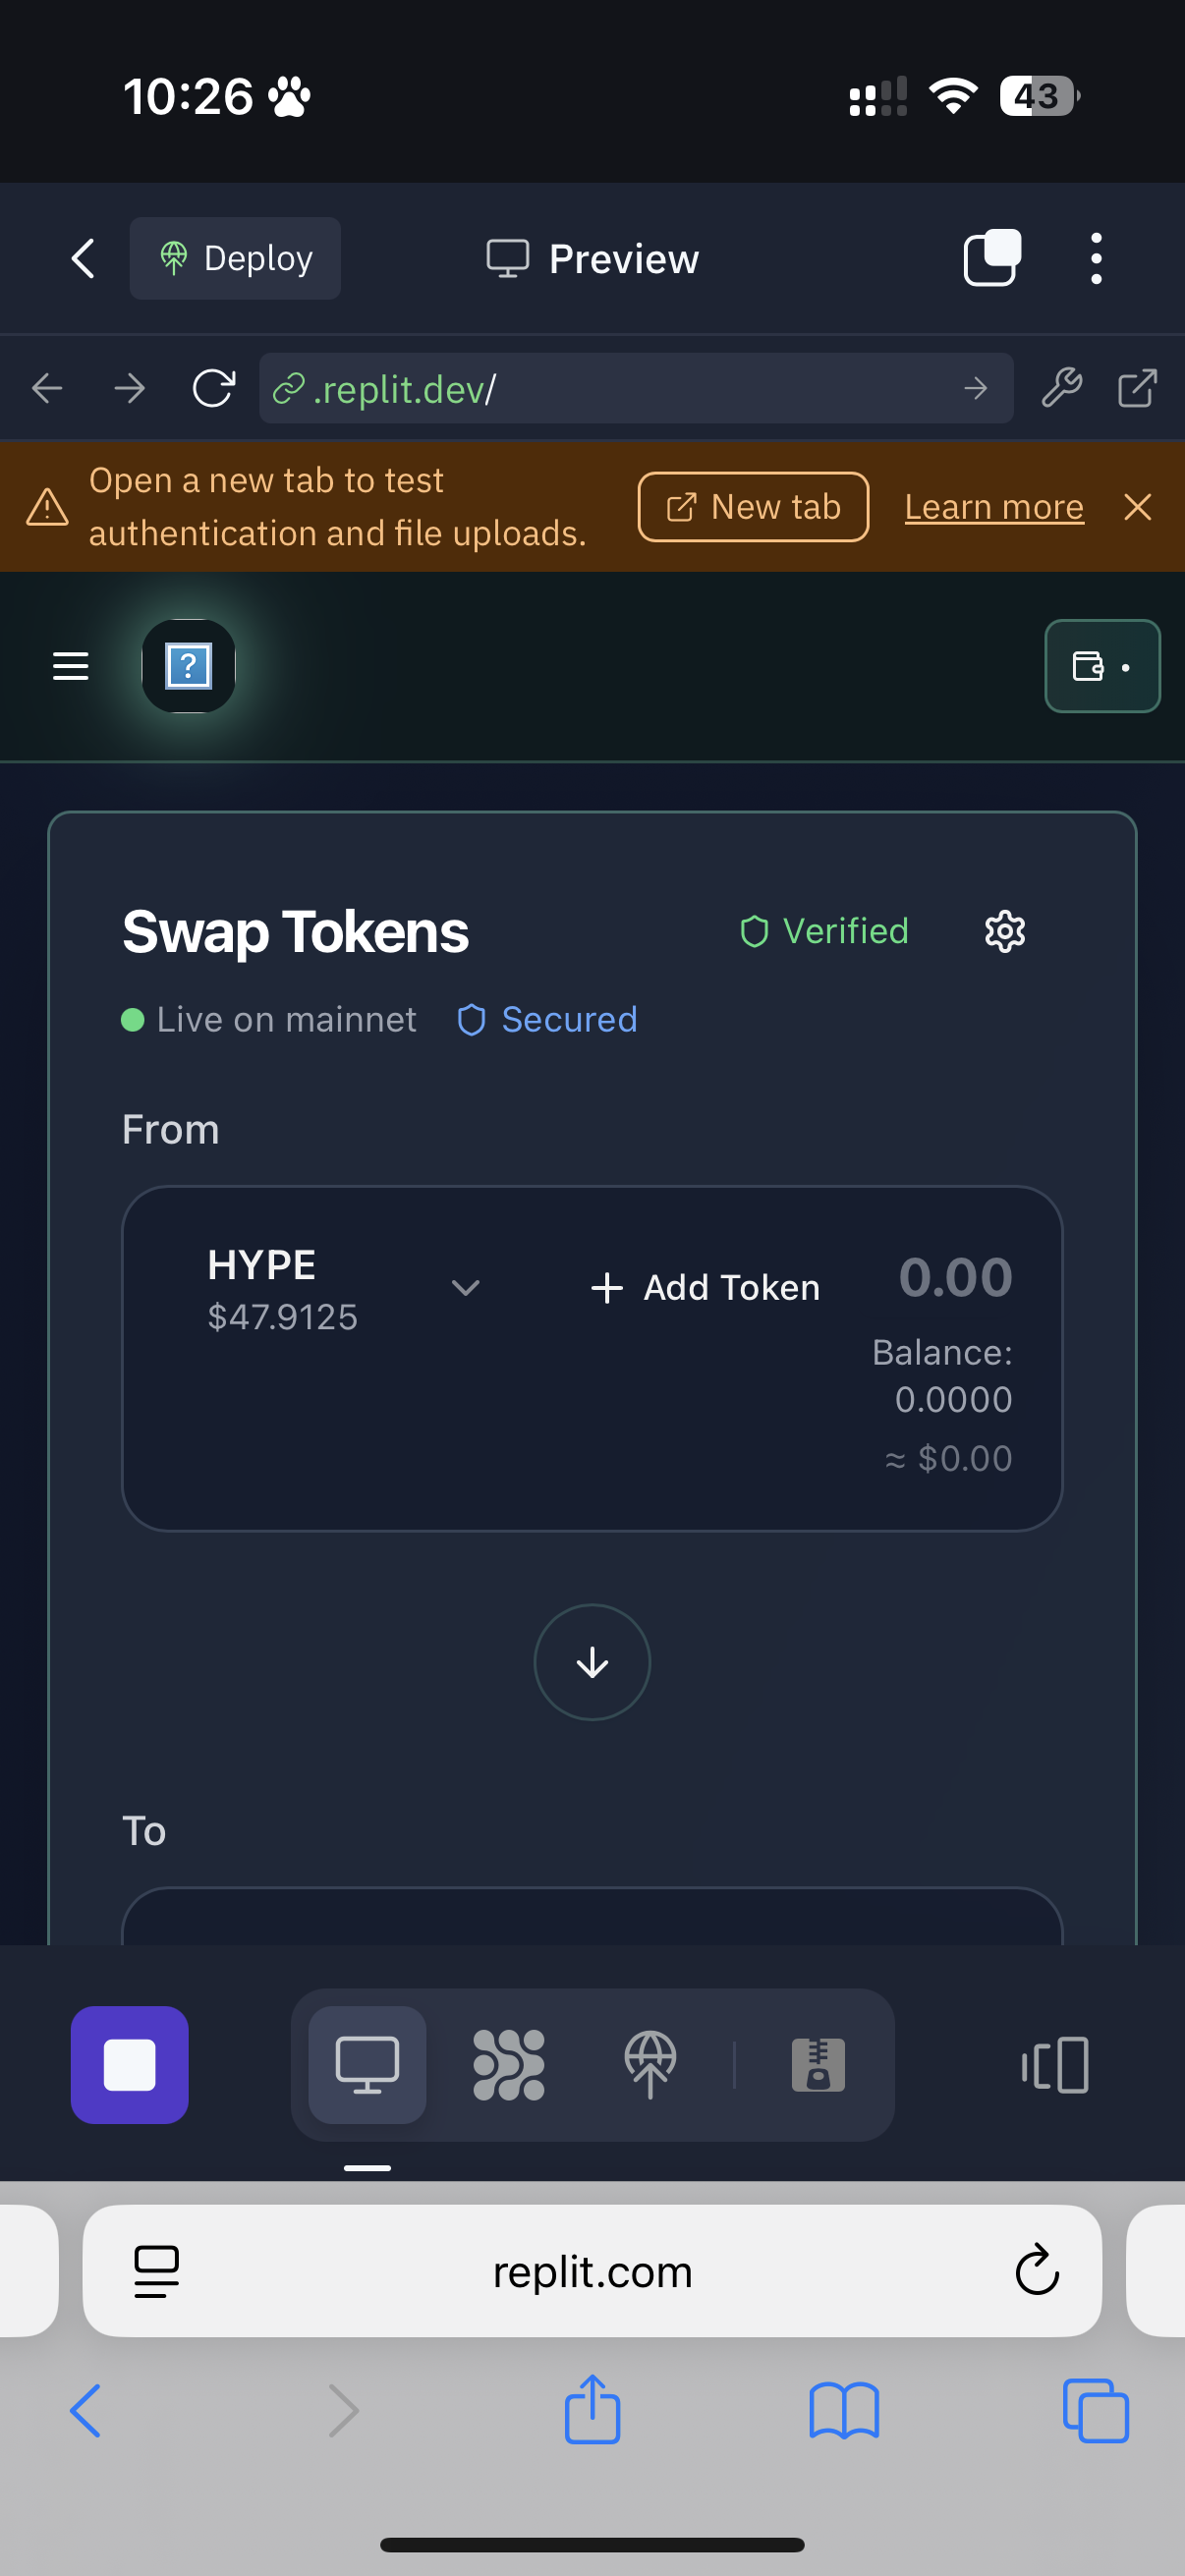 10:26
43
Deploy
Preview
.replit.dev/
Open a new tab to test
authentication and file uploads.
New tab
Learn more
?
Swap Tokens
Verified
Live on mainnet
Secured
From
HYPE
$47.9125
Add Token
0.00
Balance:
0.0000
≈ $0.00
To
replit.com